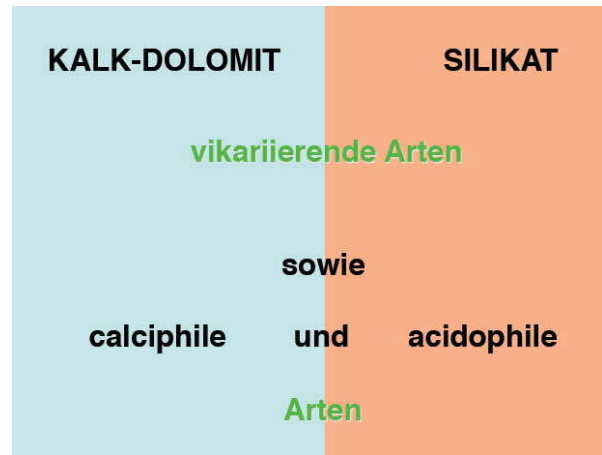 KALK-DOLOMIT SILIKAT
vikariierende Arten
sowie
calciphile und acidophile
Arten